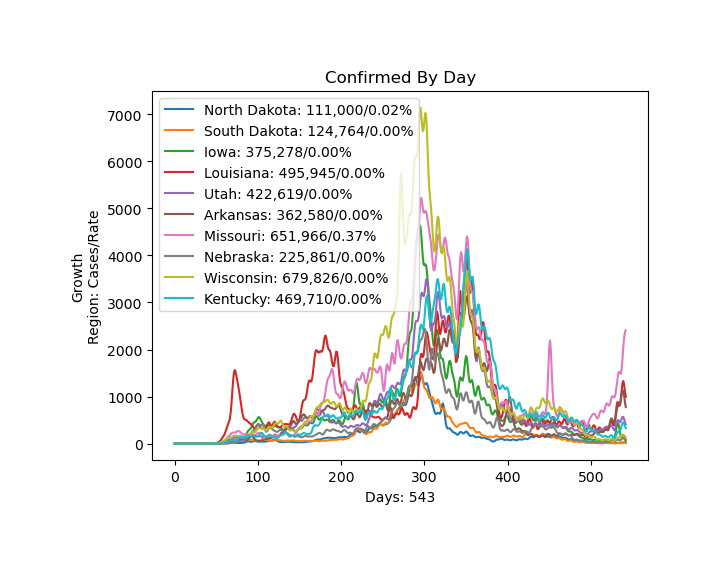 Confirmed By Day
7000
6000
5000
4000
3000
2000
1000
0
Growth
Region: Cases/Rate
North Dakota: 111,000/0.02%
South Dakota: 124,764/0.00%
Iowa: 375,278/0.00%
Louisiana: 495,945/0.00%
Utah: 422,619/0.00%
Arkansas: 362,580/0.00%
Missouri: 651,966/0.37%
Nebraska: 225,861/0.00%
Wisconsin: 679,826/0.00%
Kentucky: 469,710/0.00%
0 100 200 300 400 500
Days: 543